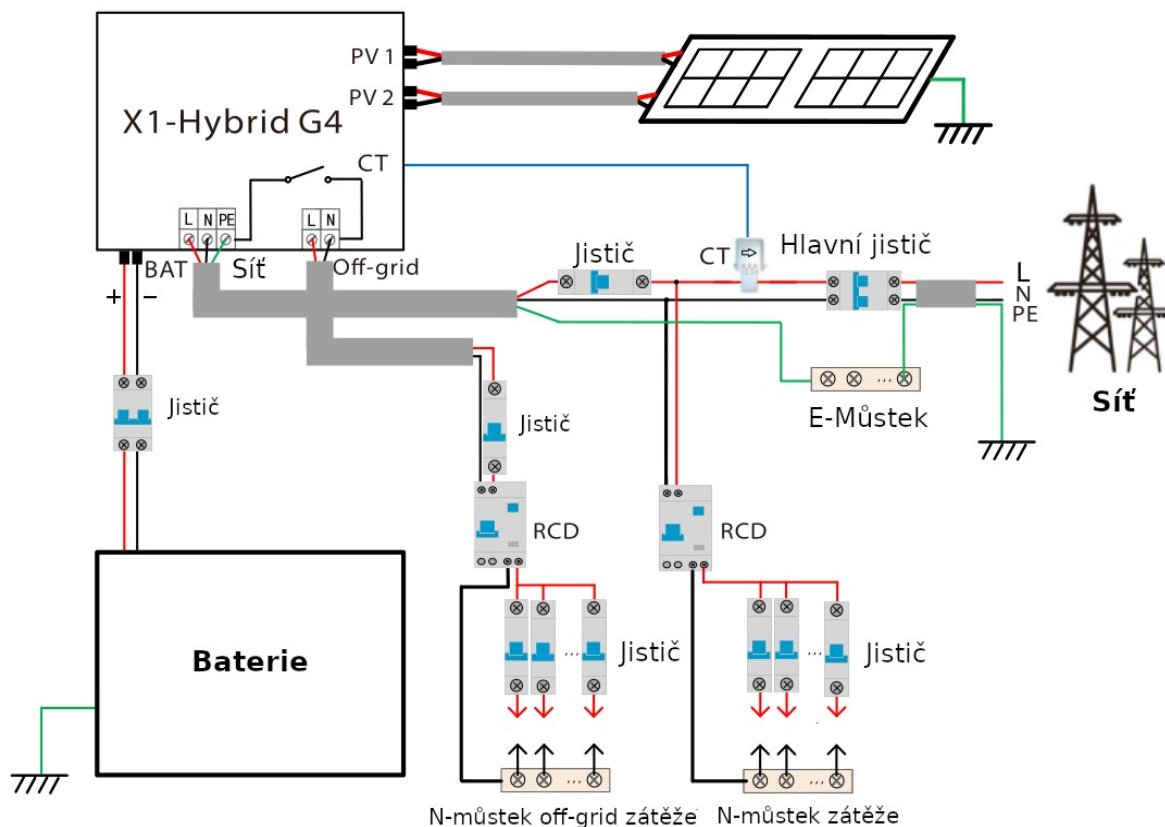 X1-Hybrid G4
PV 1
PV 2
CT
L N PE
L N
BAT
Síť
Off-grid
+ −
Jistič
CT
Hlavní jistič
L
N
PE
Síť
E-Můstek
...
Jistič
Jistič
RCD
RCD
Baterie
...
Jistič
...
Jistič
...
...
N-můstek off-grid zátěže
N-můstek zátěže